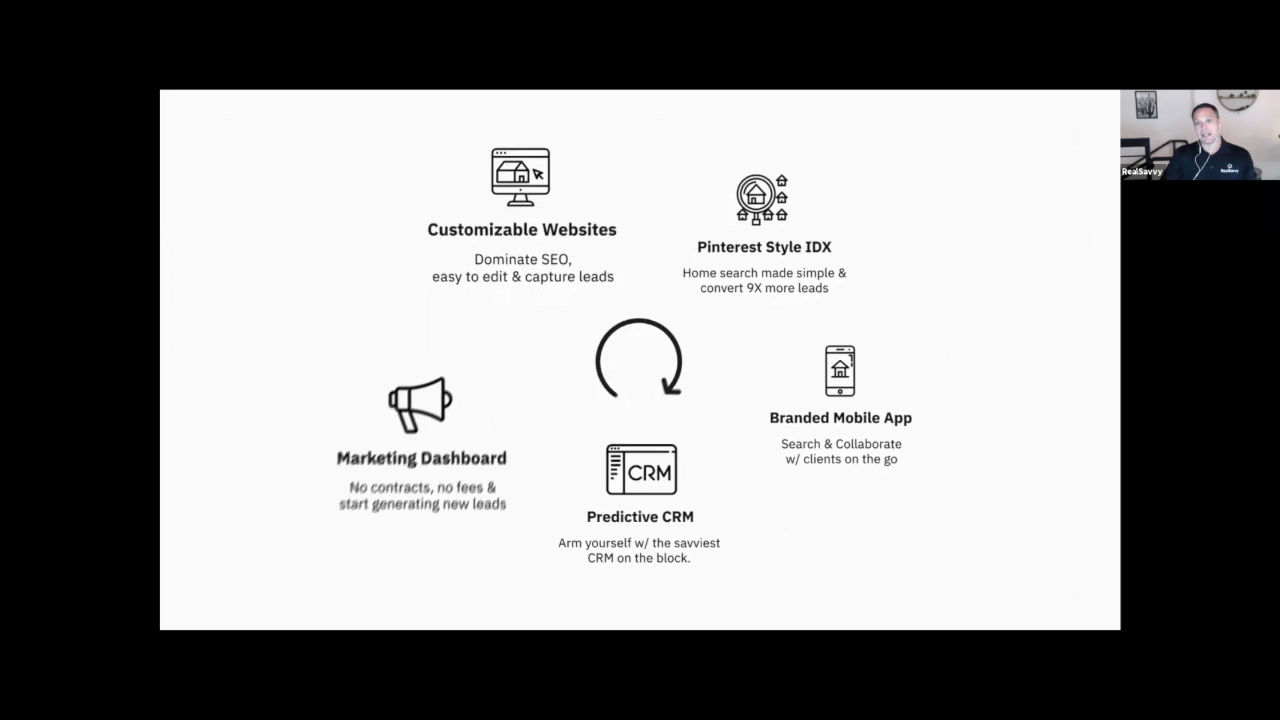 Customizable Websites
Dominate SEO,
easy to edit & capture leads
Pinterest Style IDX
Home search made simple &
convert 9X more leads
Branded Mobile App
Search & Collaborate
w/ clients on the go
CRM
Predictive CRM
Arm yourself w/ the savviest
CRM on the block.
Marketing Dashboard
No contracts, no fees &
start generating new leads
RealSavvy
RealSavvy